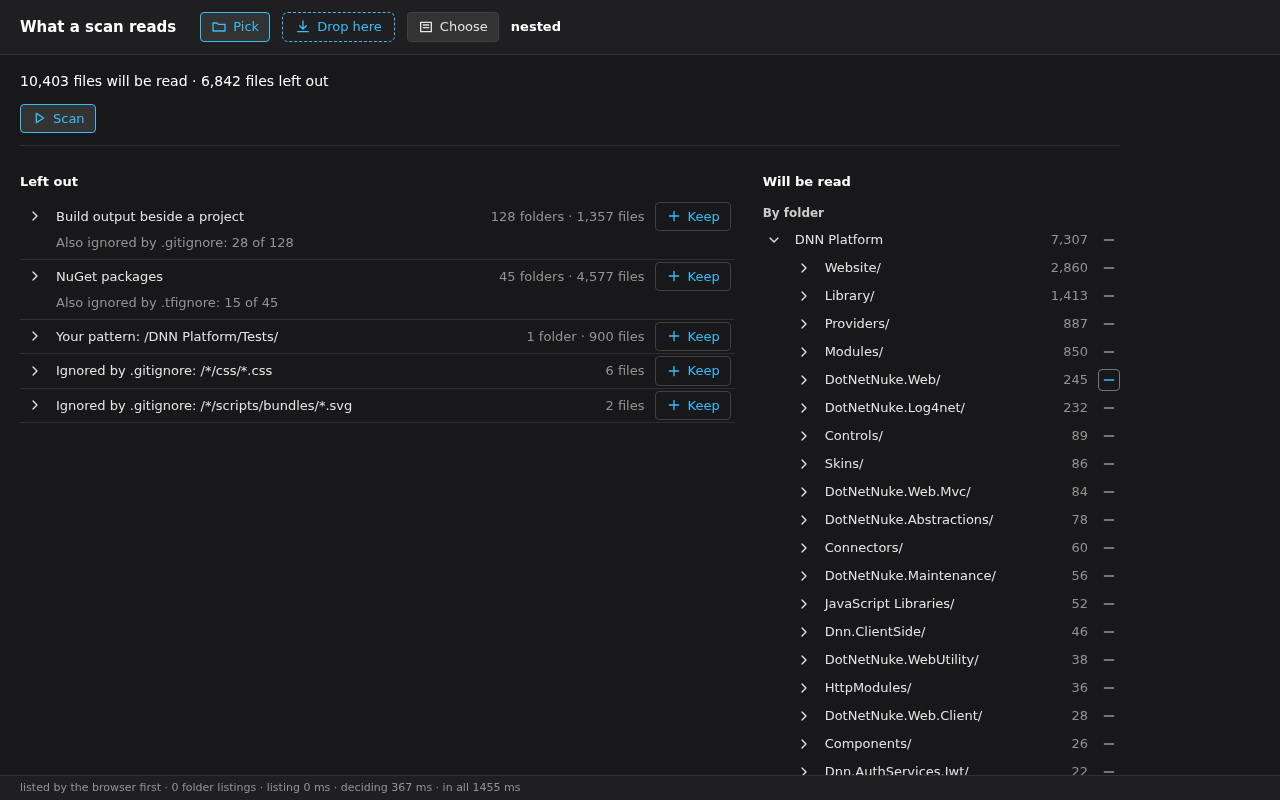 What a scan reads Pick Drop here Choose nested
10,403 files will be read · 6,842 files left out
Scan
Left out
Build output beside a project 128 folders · 1,357 files Keep
Also ignored by .gitignore: 28 of 128
NuGet packages 45 folders · 4,577 files Keep
Also ignored by .tfignore: 15 of 45
Your pattern: /DNN Platform/Tests/ 1 folder · 900 files Keep
Ignored by .gitignore: /*/css/*.css 6 files Keep
Ignored by .gitignore: /*/scripts/bundles/*.svg 2 files Keep
Will be read
By folder
DNN Platform 7,307
Website/ 2,860
Library/ 1,413
Providers/ 887
Modules/ 850
DotNetNuke.Web/ 245
DotNetNuke.Log4net/ 232
Controls/ 89
Skins/ 86
DotNetNuke.Web.Mvc/ 84
DotNetNuke.Abstractions/ 78
Connectors/ 60
DotNetNuke.Maintenance/ 56
JavaScript Libraries/ 52
Dnn.ClientSide/ 46
DotNetNuke.WebUtility/ 38
HttpModules/ 36
DotNetNuke.Web.Client/ 28
Components/ 26
Dnn.AuthServices.Jwt/ 22
listed by the browser first · 0 folder listings · listing 0 ms · deciding 367 ms · in all 1455 ms